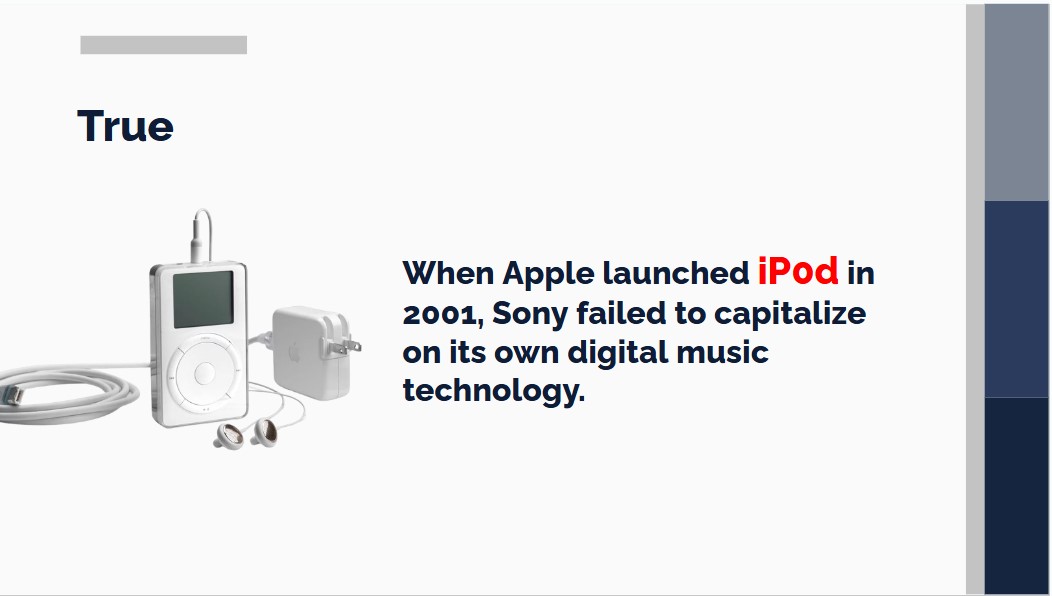 True
When Apple launched iPod in
2001, Sony failed to capitalize
on its own digital music
technology.